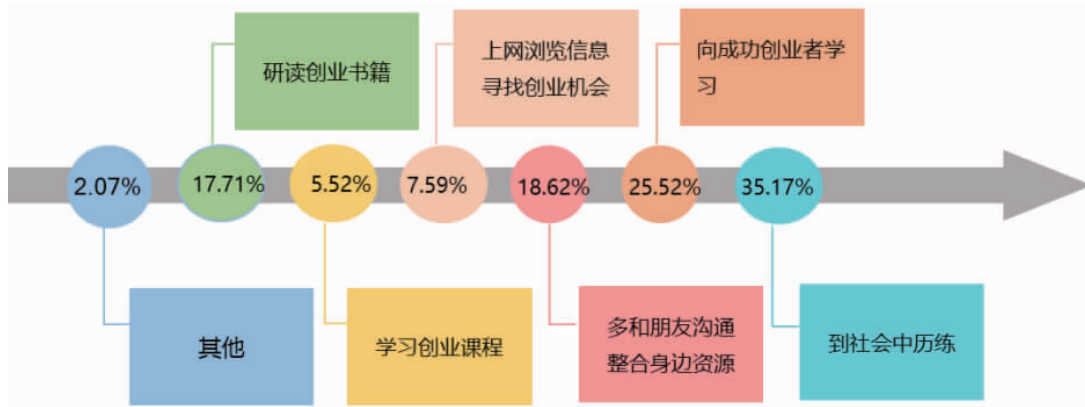 研读创业书籍
上网浏览信息
寻找创业机会
向成功创业者学
习
2.07%
17.71%
5.52%
7.59%
18.62%
25.52%
35.17%
其他
学习创业课程
多和朋友沟通
整合身边资源
到社会中历练